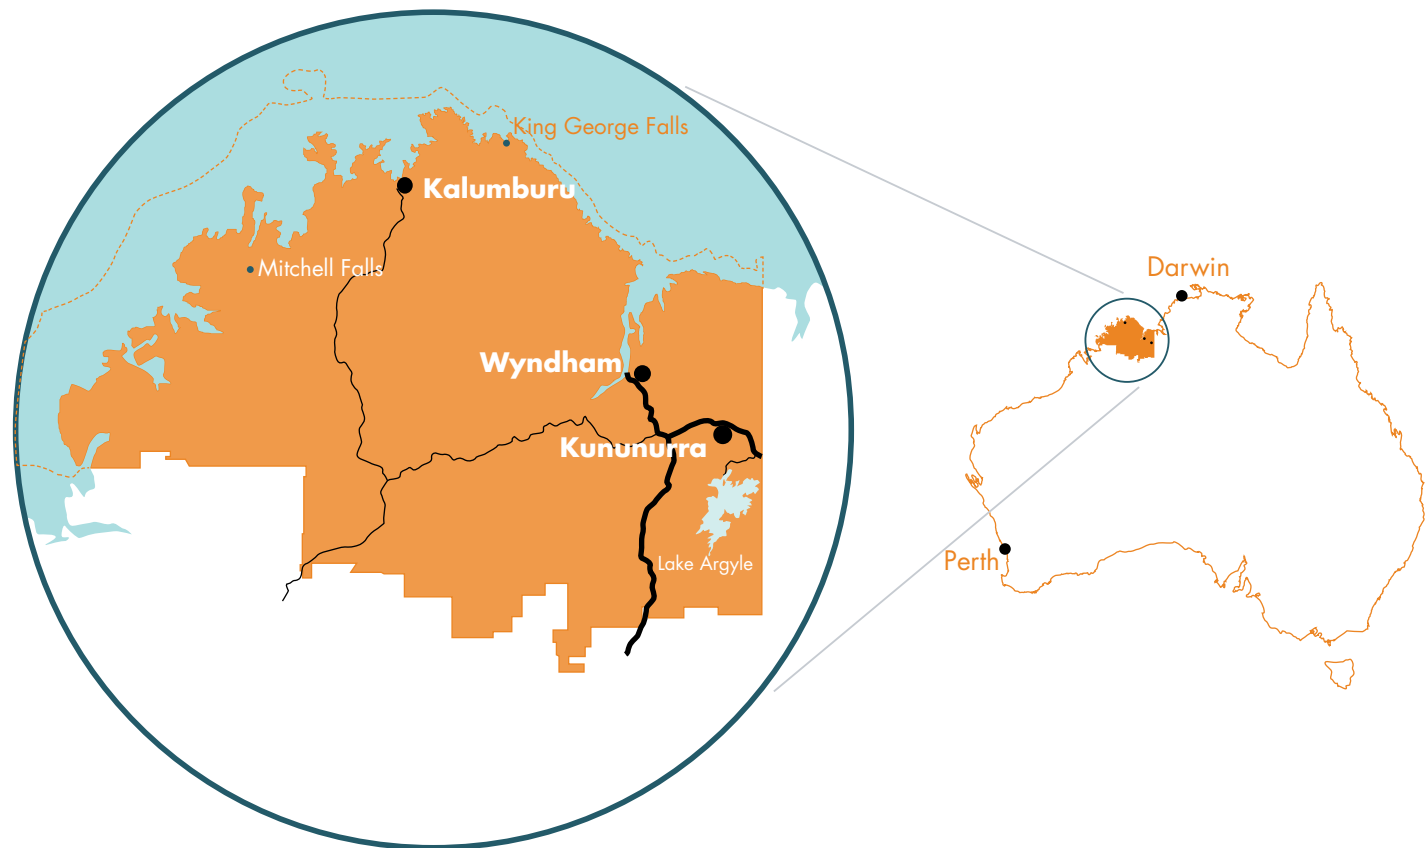 King George Falls
Kalumburu
Mitchell Falls
Wyndham
Kununurra
Lake Argyle
Darwin
Perth